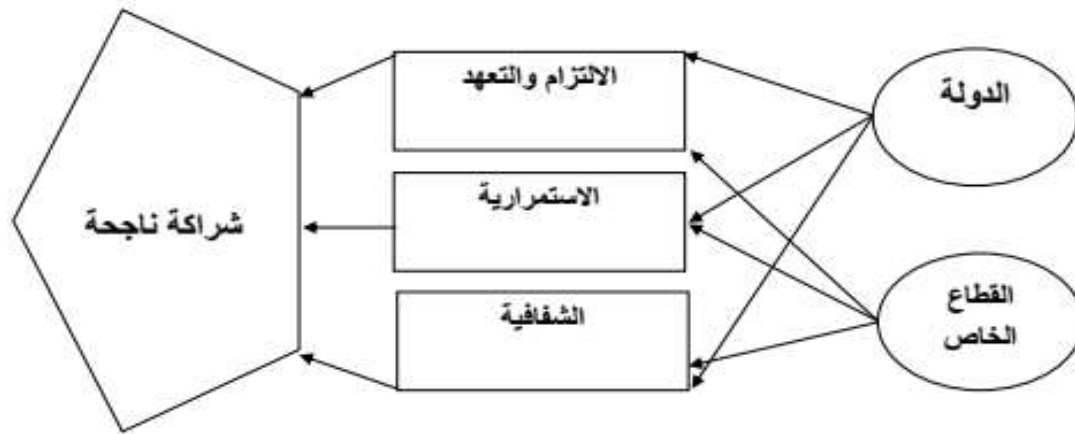 الدولة
القطاع
الخاص
الالتزام والتعهد
الاستمرارية
الشفافية
شراكة ناجحة